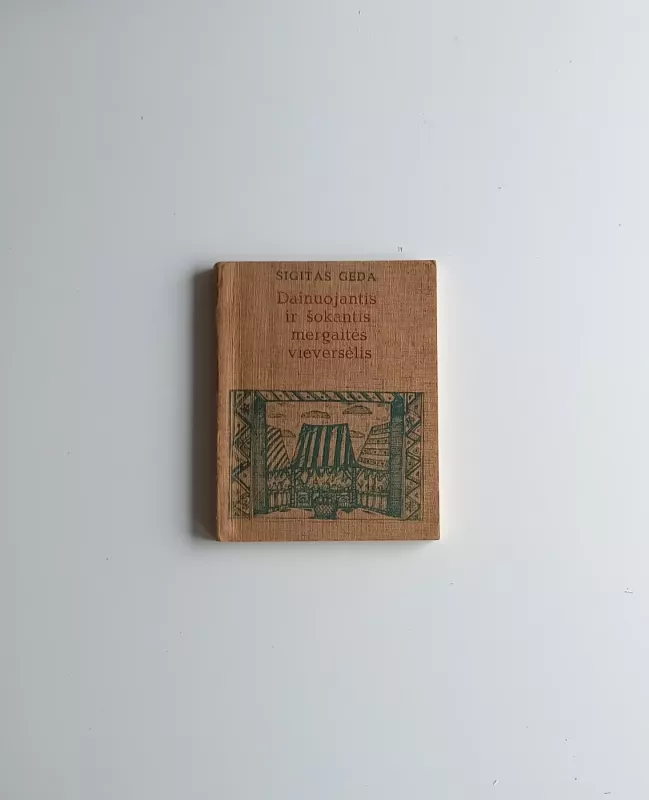 SIGITAS GEDA
Dainuojantis
ir šokantis
mergaitės
vieversėlis